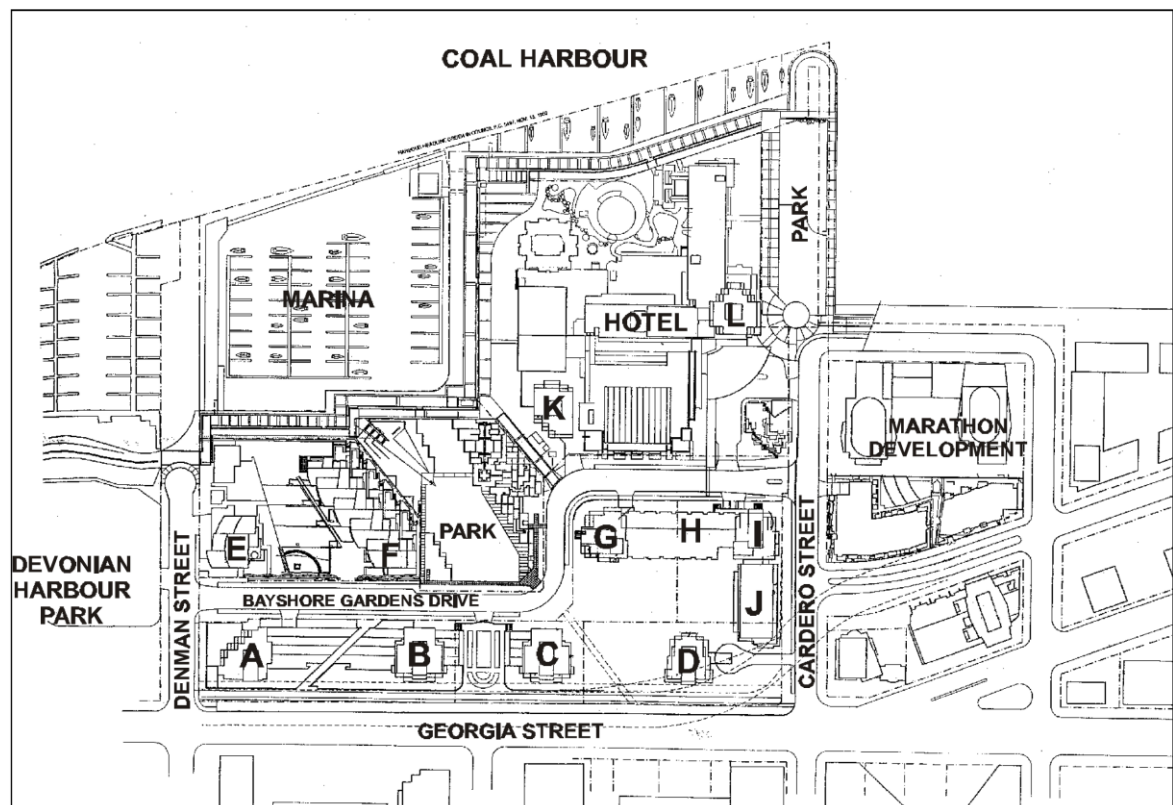 COAL HARBOUR
PARK
MARINA
HOTEL
L
K
MARATHON
DEVELOPMENT
PARK
G
H
I
E
F
J
DEVONIAN
HARBOUR
PARK
DENMAN STREET
BAYSHORE GARDENS DRIVE
CARDERO STREET
A
B
C
D
GEORGIA STREET